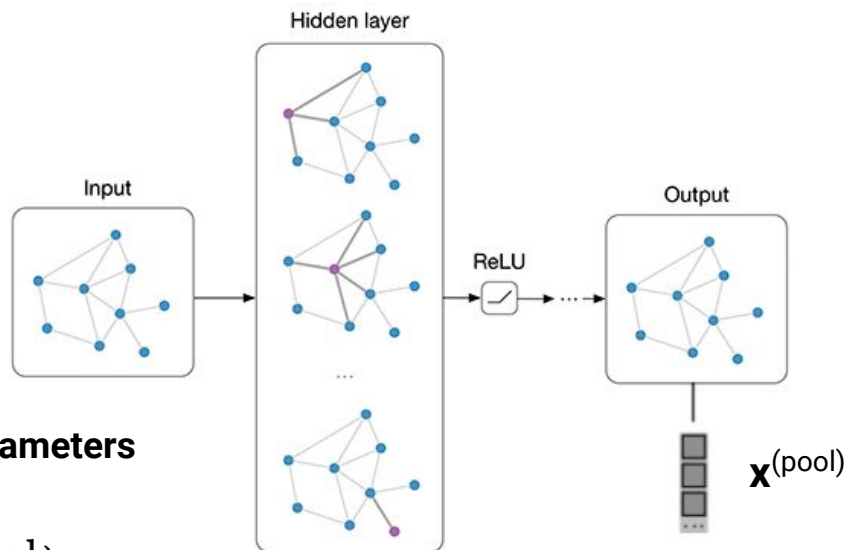 Hidden layer
Input
Output
ReLU
...
...
ameters
x(pool)
...